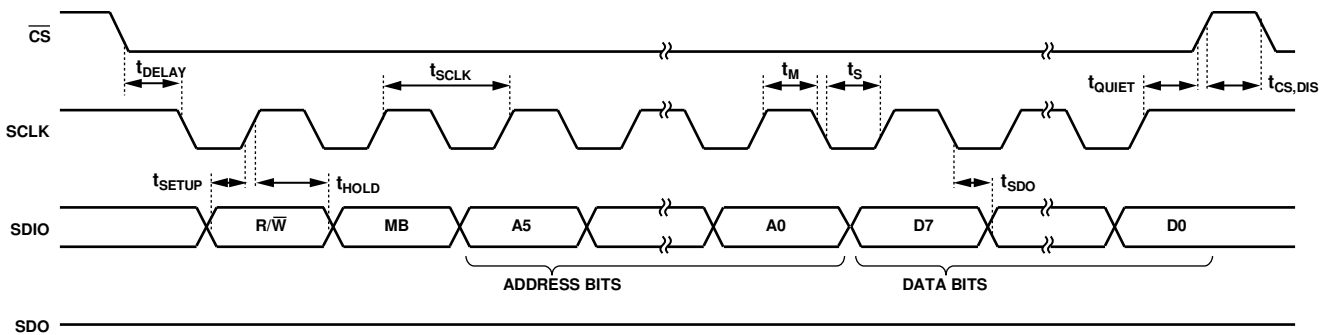 CS
tDELAY
tSCLK
tM
tS
tQUIET
tCS,DIS
SCLK
tSETUP
tHOLD
tSDO
SDIO
R/W
MB
A5
A0
D7
D0
ADDRESS BITS
DATA BITS
SDO